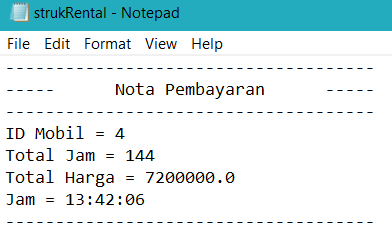 strukRental - Notepad
File Edit Format View Help
-------------------------------------
-----      Nota Pembayaran      -----
-------------------------------------
ID Mobil = 4
Total Jam = 144
Total Harga = 7200000.0
Jam = 13:42:06
-------------------------------------